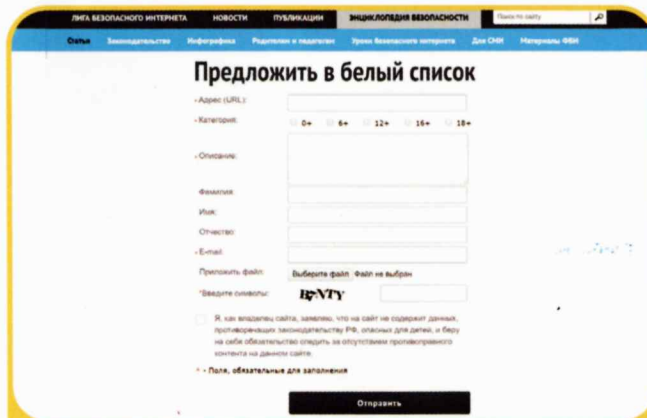 ЛИГА БЕЗОПАСНОГО ИНТЕРНЕТА НОВОСТИ ПУБЛИКАЦИИ ЭНЦИКЛОПЕДИЯ БЕЗОПАСНОСТИ Поиск по сайту
Статьи Законодательство Инфографика Родителям и педагогам Уроки безопасного интернета Для СМИ Материалы ФБИ
Предложить в белый список
• Адрес (URL):
• Категория: 0+ 6+ 12+ 16+ 18+
• Описание:
Фамилия:
Имя:
Отчество:
• E-mail:
Приложить файл: Выберите файл Файл не выбран
*Введите символы:
Я, как владелец сайта, заявляю, что на сайт не содержит данных,
противоречащих законодательству РФ, опасных для детей, и беру
на себя обязательство следить за отсутствием противоправного
контента на данном сайте.
* - Поля, обязательные для заполнения
Отправить